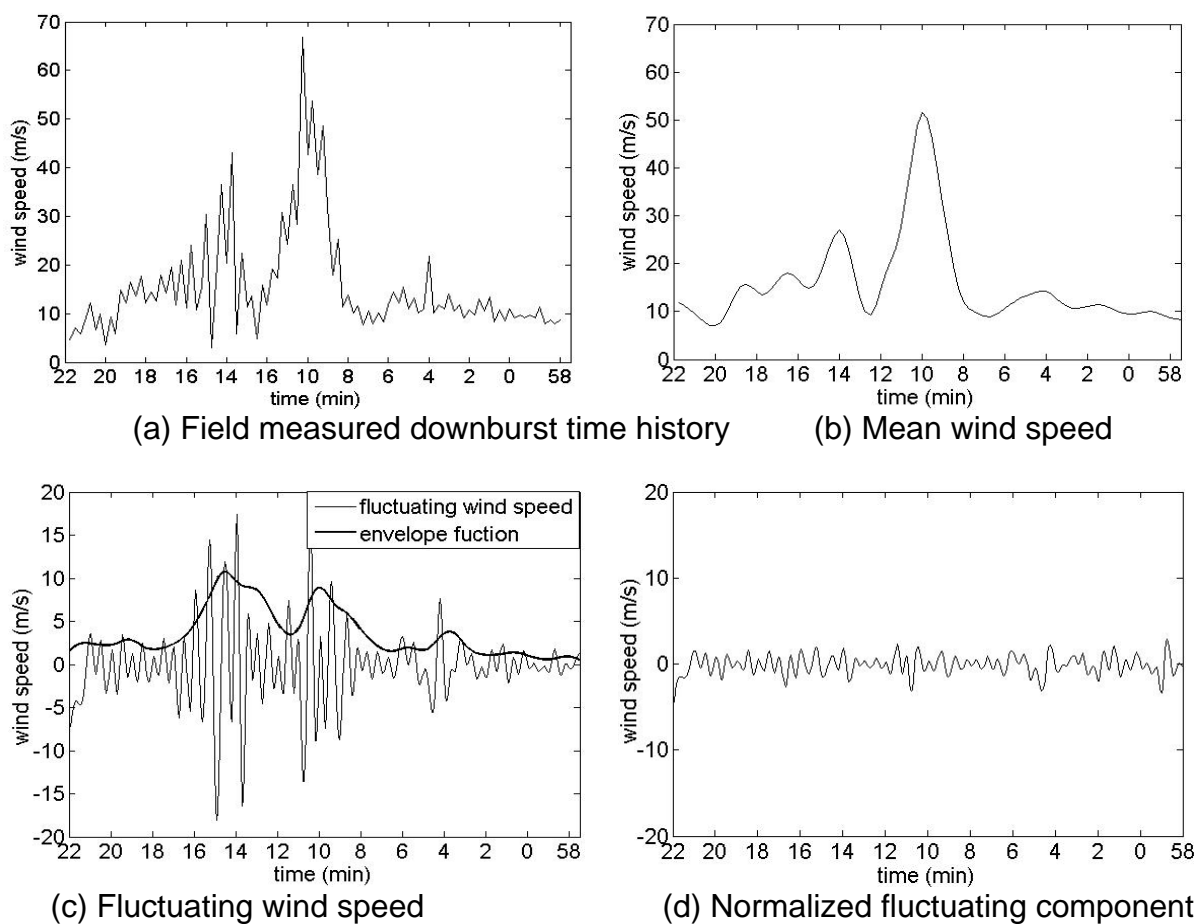 70
60
50
40
30
20
10
0
wind speed (m/s)
22 20 18 16 14 12 10 8 6 4 2 0 58
time (min)
(a) Field measured downburst time history
70
60
50
40
30
20
10
0
wind speed (m/s)
22 20 18 16 14 12 10 8 6 4 2 0 58
time (min)
(b) Mean wind speed
20
15
10
5
0
-5
-10
-15
-20
wind speed (m/s)
fluctuating wind speed
envelope fuction
22 20 18 16 14 12 10 8 6 4 2 0 58
time (min)
(c) Fluctuating wind speed
20
10
0
-10
-20
wind speed (m/s)
22 20 18 16 14 12 10 8 6 4 2 0 58
time (min)
(d) Normalized fluctuating component